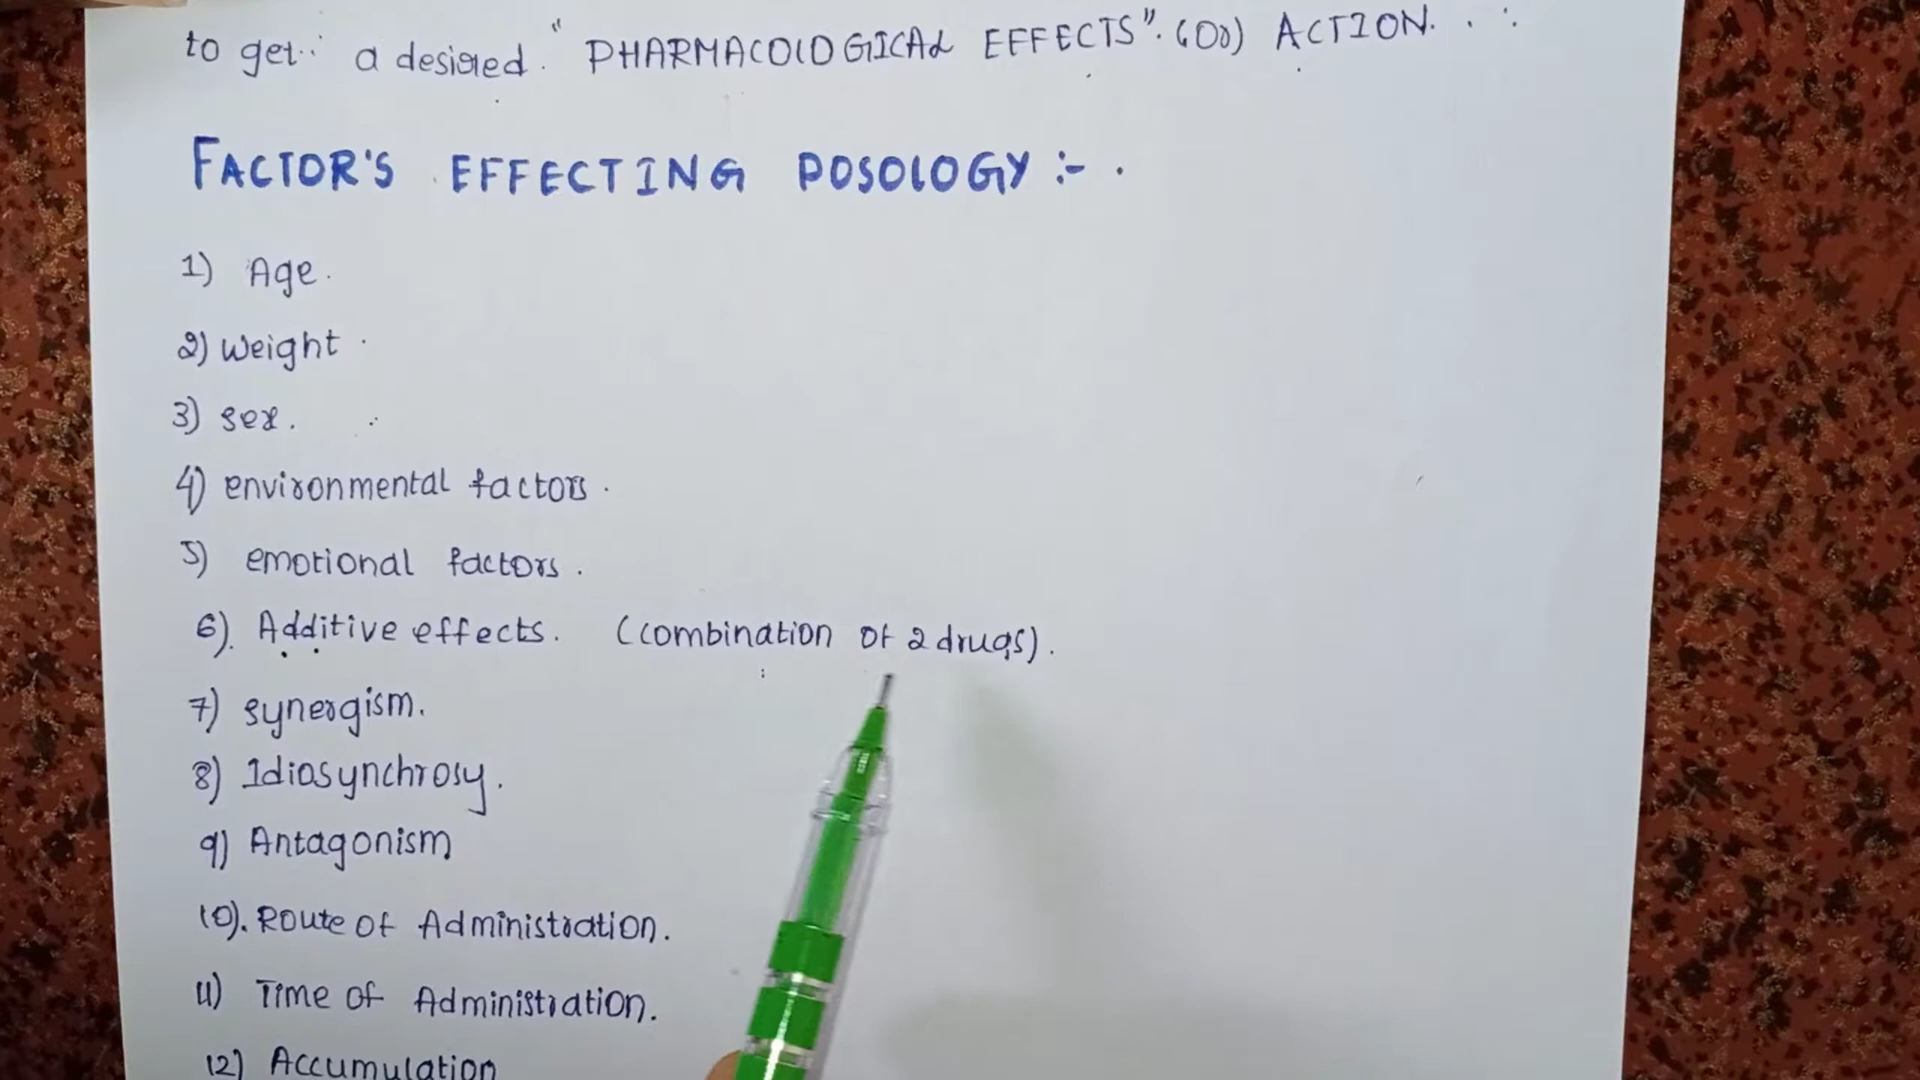 to get a desired "PHARMACOLOGICAL EFFECTS". (Or) ACTION.
FACTOR'S EFFECTING POSOLOGY :-
1) Age.
2) Weight
3) sex.
4) environmental factors.
5) emotional factors.
6). Additive effects. (combination of 2 drugs).
7) synergism.
8) Idiosynchrosy.
9) Antagonism
10). Route of Administration.
11) Time of Administration.
12) Accumulation